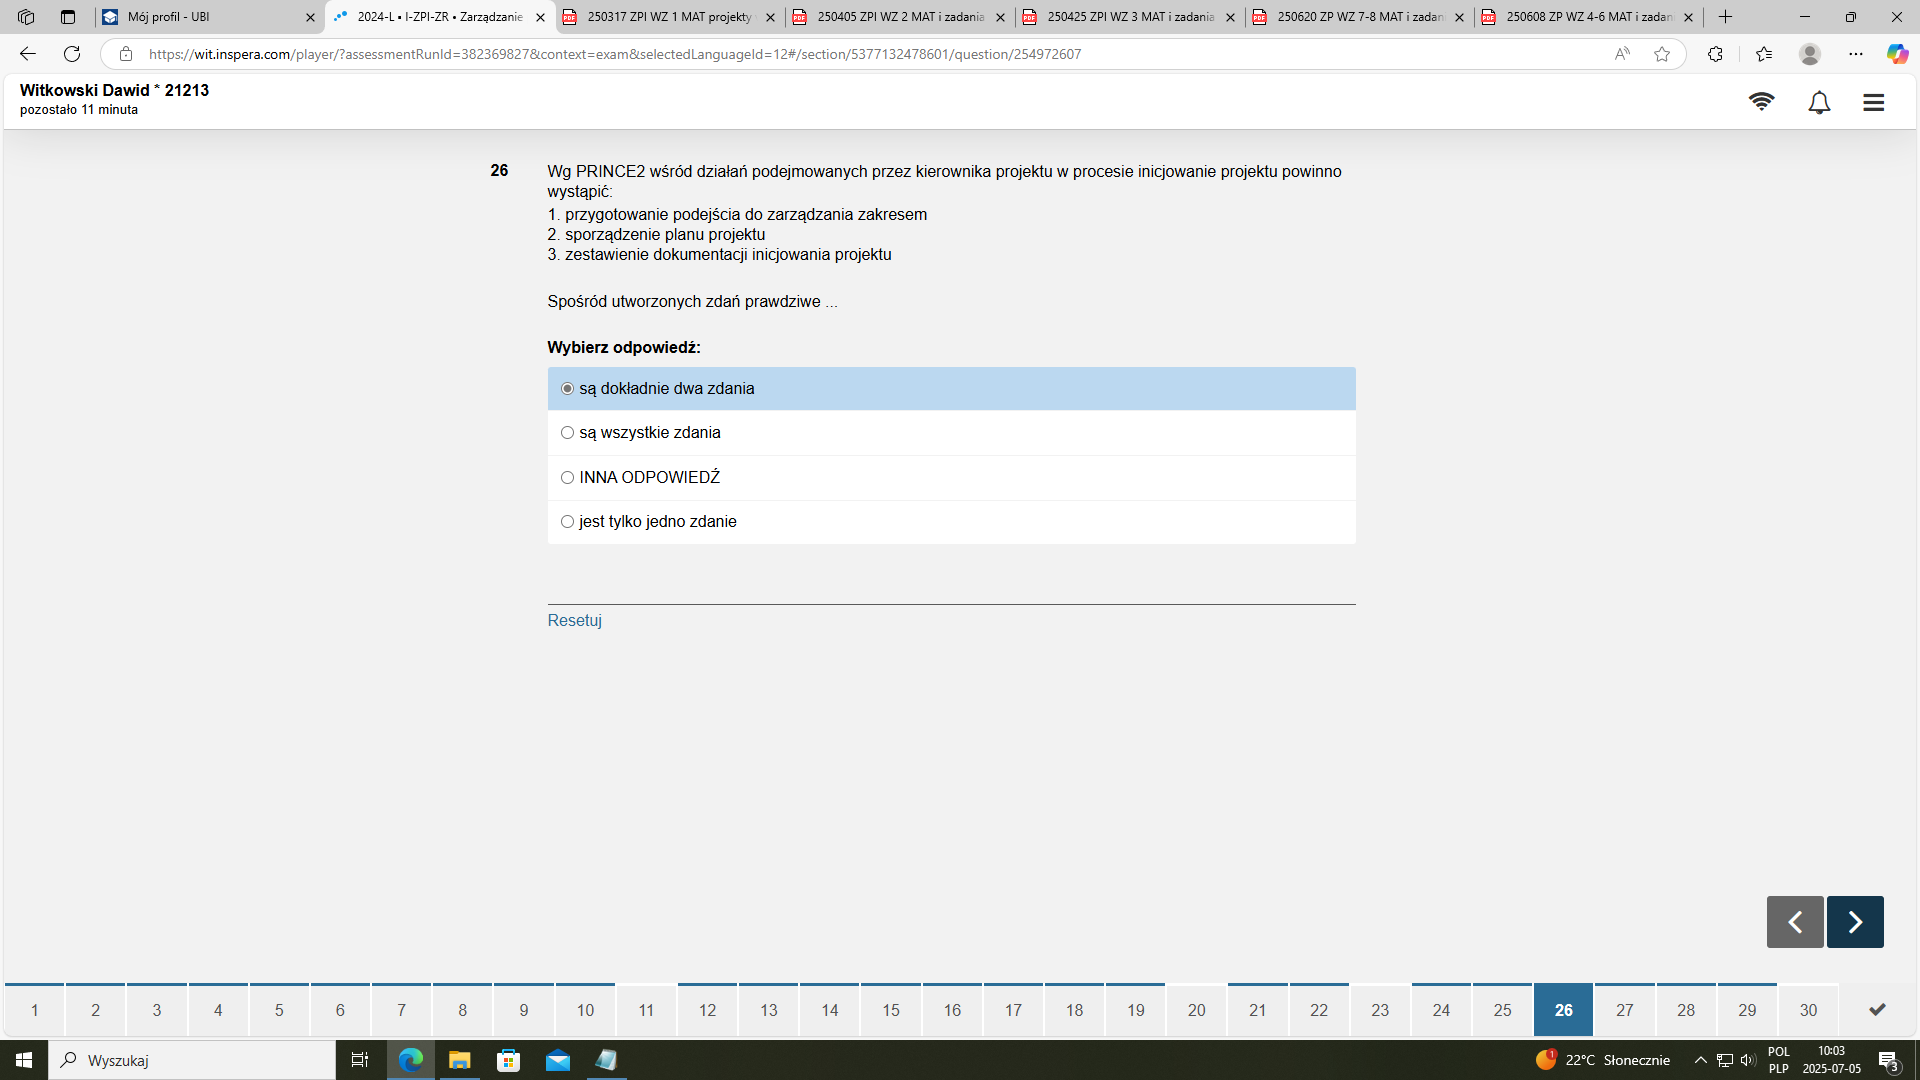 Mój profil - UBI
2024-L • I-ZPI-ZR • Zarządzanie
250317 ZPI WZ 1 MAT projekty
250405 ZPI WZ 2 MAT i zadania
250425 ZPI WZ 3 MAT i zadania
250620 ZP WZ 7-8 MAT i zadan
250608 ZP WZ 4-6 MAT i zadan
https://wit.inspera.com/player/?assessmentRunId=382369827&context=exam&selectedLanguageId=12#/section/5377132478601/question/254972607
Witkowski Dawid * 21213
pozostało 11 minuta
26
Wg PRINCE2 wśród działań podejmowanych przez kierownika projektu w procesie inicjowanie projektu powinno
wystąpić:
1. przygotowanie podejścia do zarządzania zakresem
2. sporządzenie planu projektu
3. zestawienie dokumentacji inicjowania projektu
Spośród utworzonych zdań prawdziwe ...
Wybierz odpowiedź:
są dokładnie dwa zdania
są wszystkie zdania
INNA ODPOWIEDŹ
jest tylko jedno zdanie
Resetuj
1 2 3 4 5 6 7 8 9 10 11 12 13 14 15 16 17 18 19 20 21 22 23 24 25 26 27 28 29 30
Wyszukaj
1
22°C Słonecznie
POL
PLP
10:03
2025-07-05
3